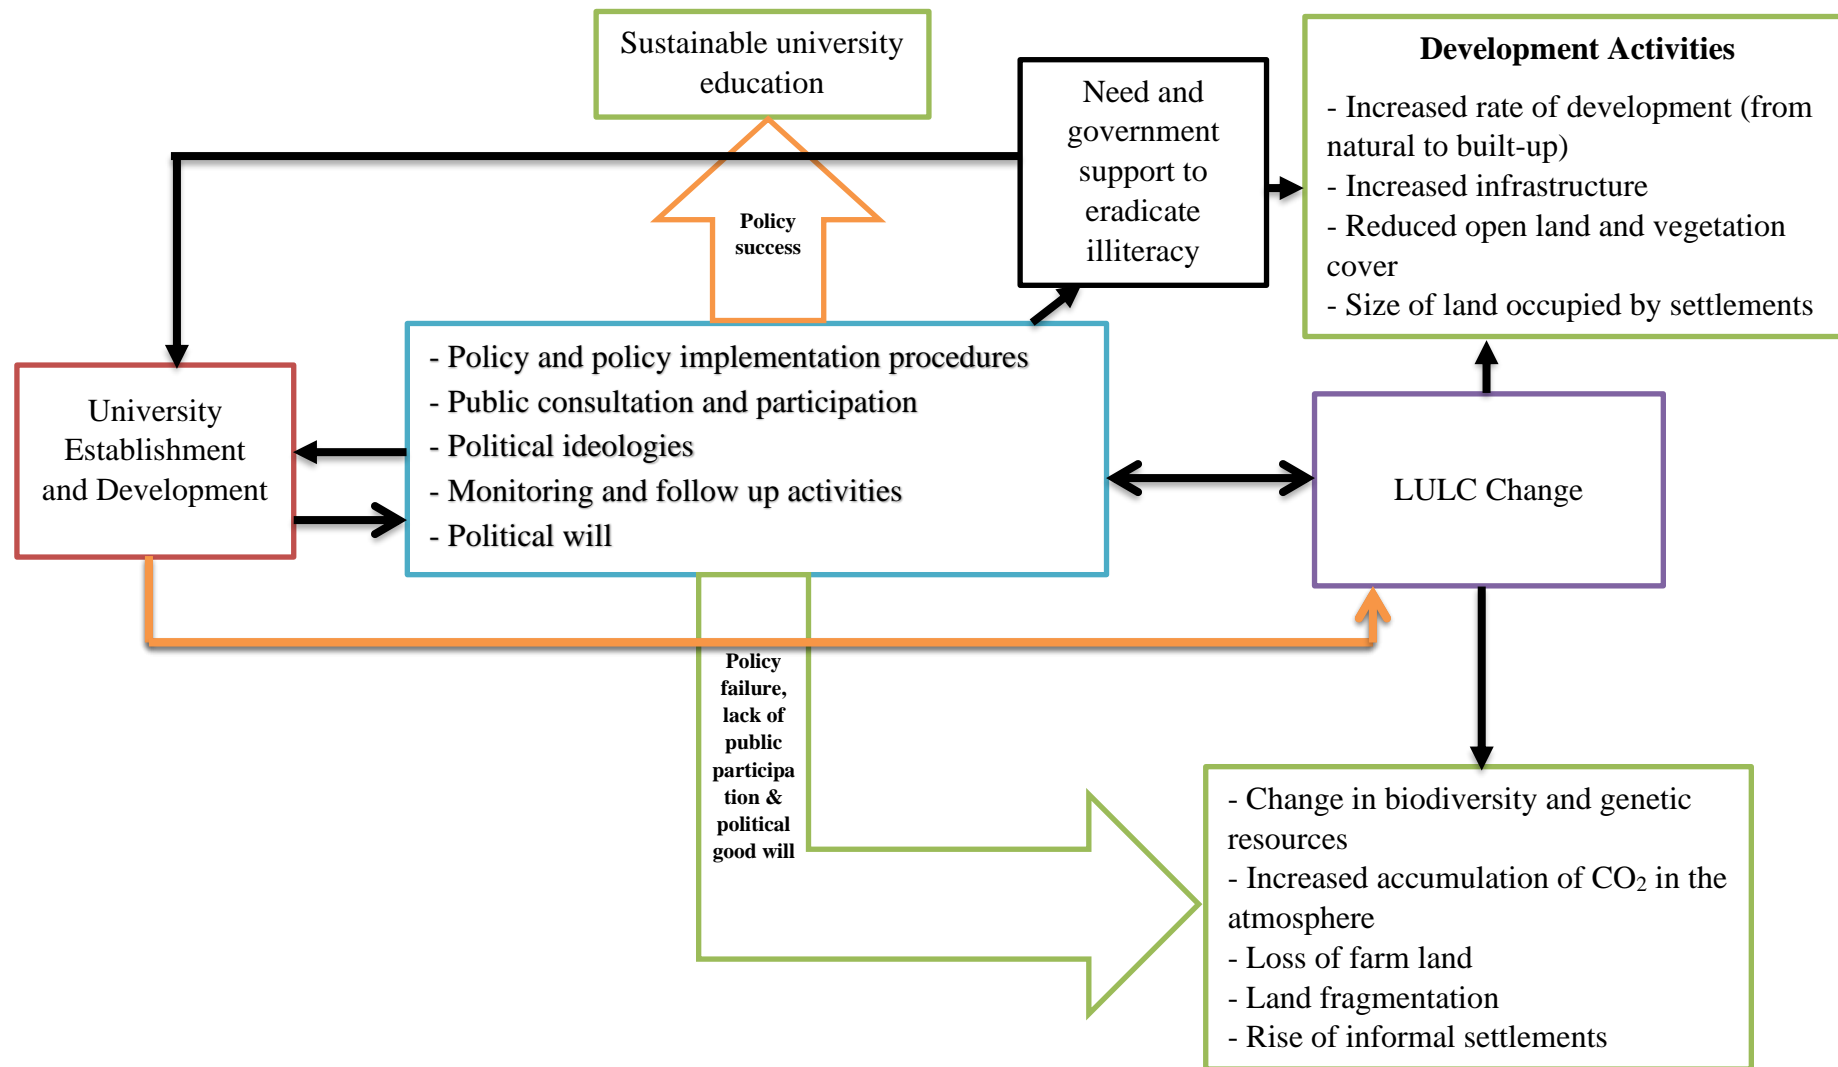 Sustainable university
education
Need and
government
support to
eradicate
illiteracy
Development Activities
- Increased rate of development (from
natural to built-up)
- Increased infrastructure
- Reduced open land and vegetation
cover
- Size of land occupied by settlements
Policy
success
University
Establishment
and Development
- Policy and policy implementation procedures
- Public consultation and participation
- Political ideologies
- Monitoring and follow up activities
- Political will
LULC Change
Policy
failure,
lack of
public
participa
tion &
political
good will
- Change in biodiversity and genetic
resources
- Increased accumulation of CO₂ in the
atmosphere
- Loss of farm land
- Land fragmentation
- Rise of informal settlements